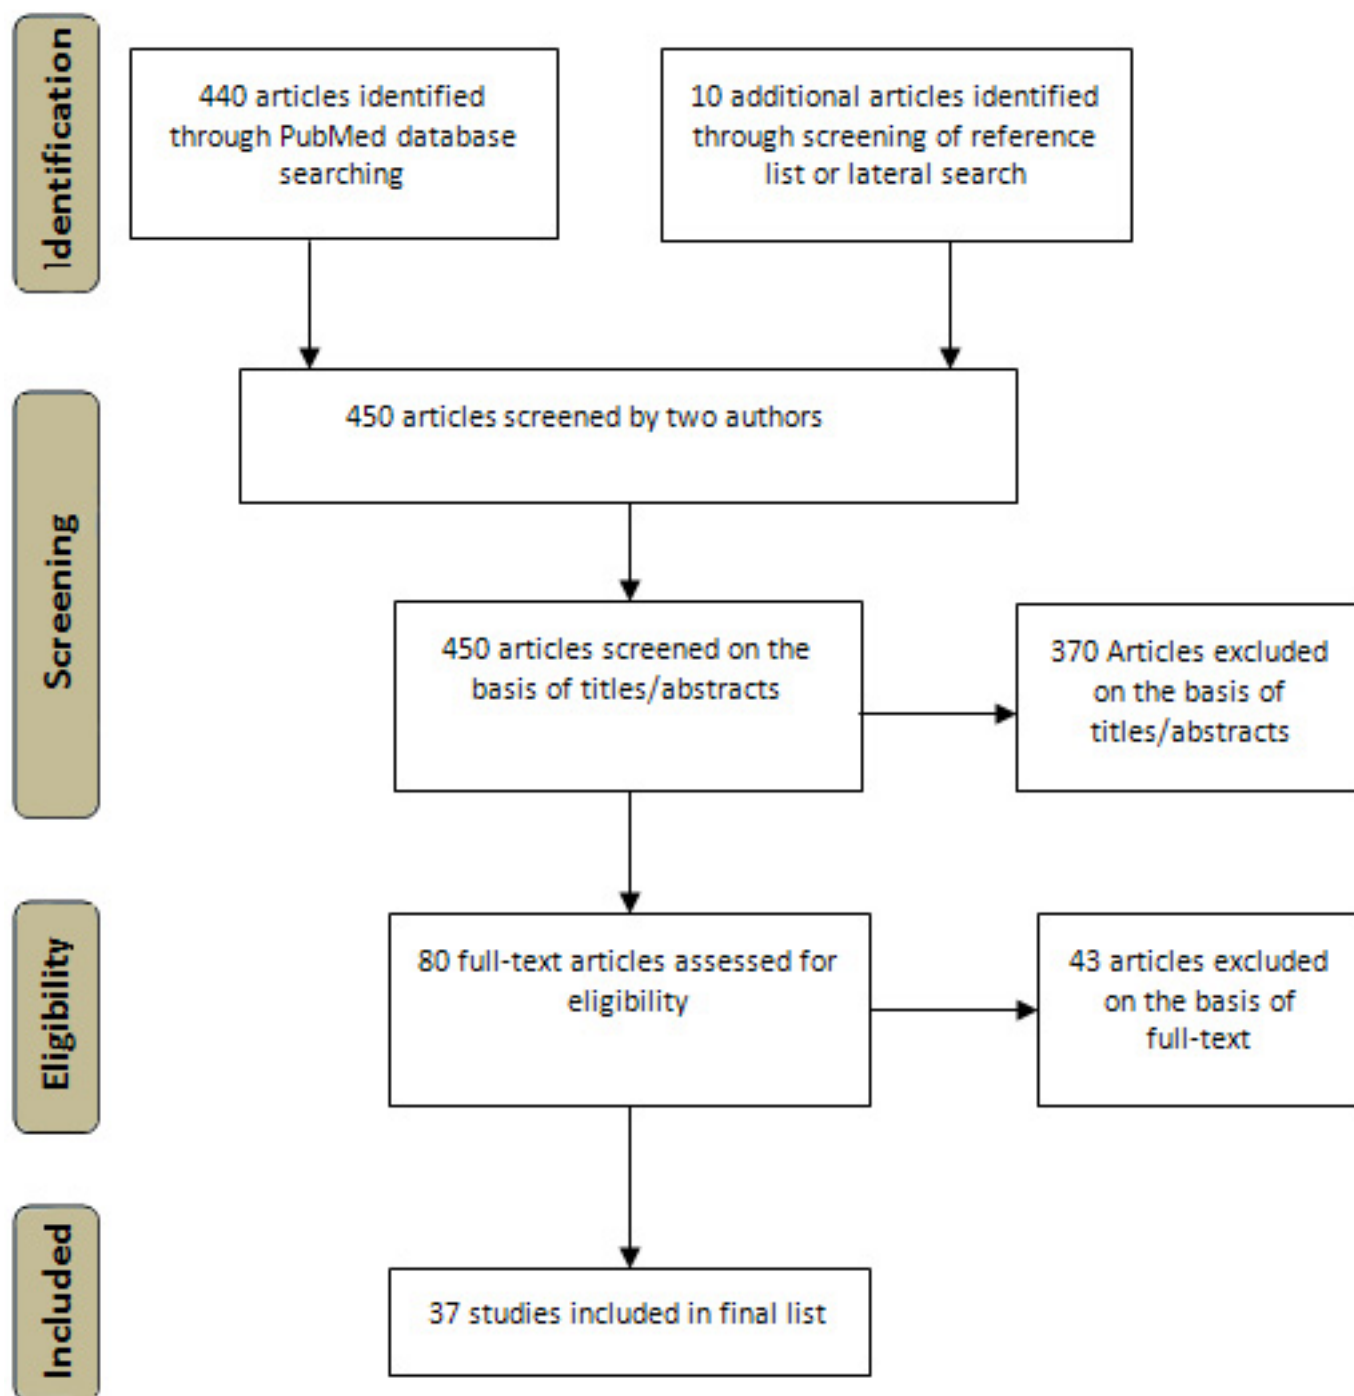 Identification
440 articles identified
through PubMed database
searching
10 additional articles identified
through screening of reference
list or lateral search
Screening
450 articles screened by two authors
450 articles screened on the
basis of titles/abstracts
370 Articles excluded
on the basis of
titles/abstracts
Eligibility
80 full-text articles assessed for
eligibility
43 articles excluded
on the basis of
full-text
Included
37 studies included in final list